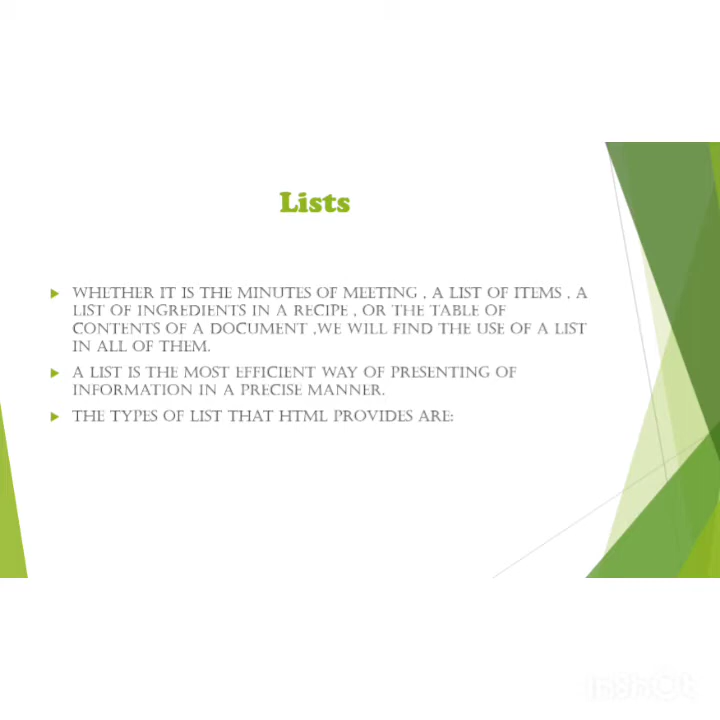 Lists
WHETHER IT IS THE MINUTES OF MEETING , A LIST OF ITEMS , A
LIST OF INGREDIENTS IN A RECIPE , OR THE TABLE OF
CONTENTS OF A DOCUMENT ,WE WILL FIND THE USE OF A LIST
IN ALL OF THEM.
A LIST IS THE MOST EFFICIENT WAY OF PRESENTING OF
INFORMATION IN A PRECISE MANNER.
THE TYPES OF LIST THAT HTML PROVIDES ARE: